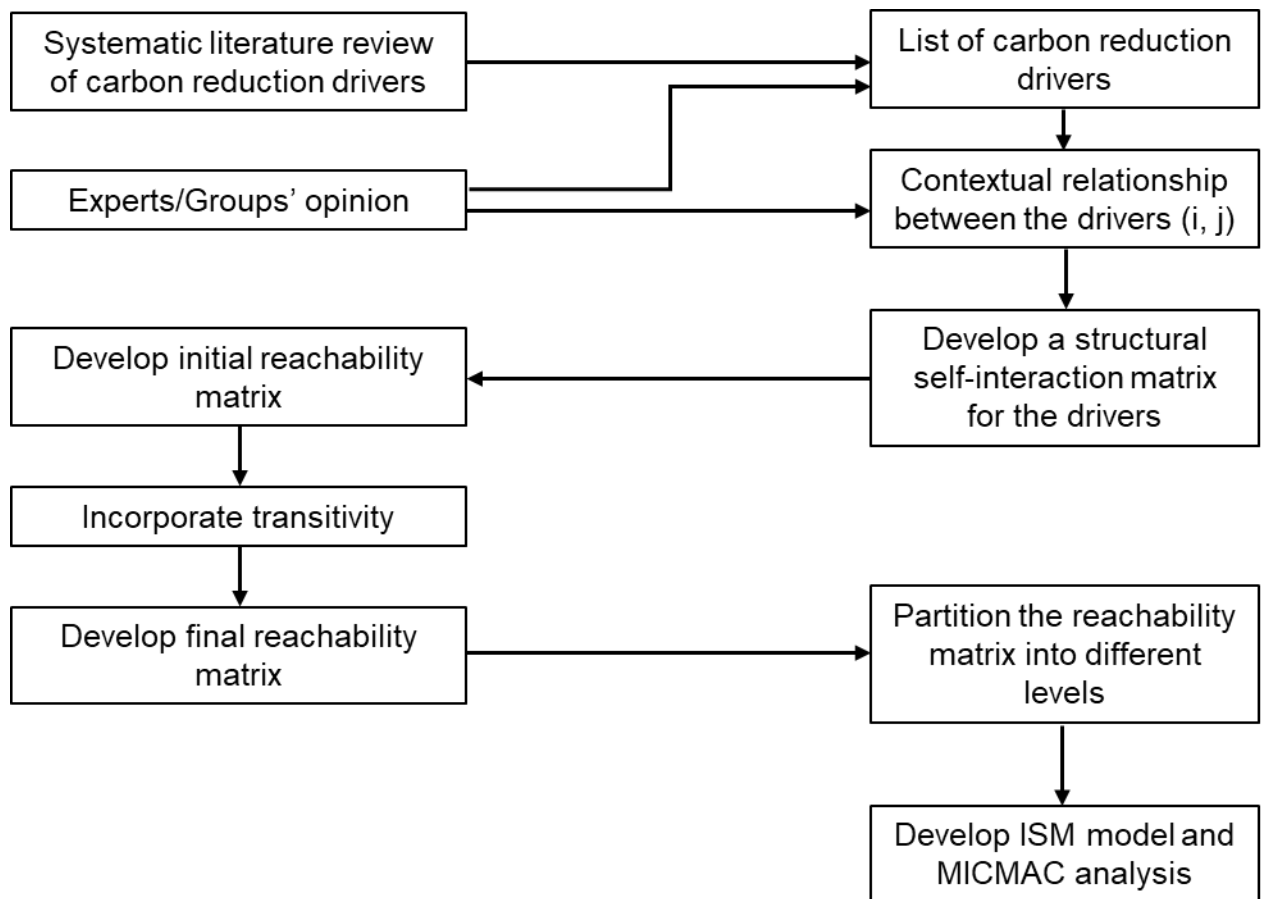 Systematic literature review
of carbon reduction drivers
List of carbon reduction
drivers
Experts/Groups’ opinion
Contextual relationship
between the drivers (i, j)
Develop a structural
self-interaction matrix
for the drivers
Develop initial reachability
matrix
Incorporate transitivity
Develop final reachability
matrix
Partition the reachability
matrix into different
levels
Develop ISM model and
MICMAC analysis